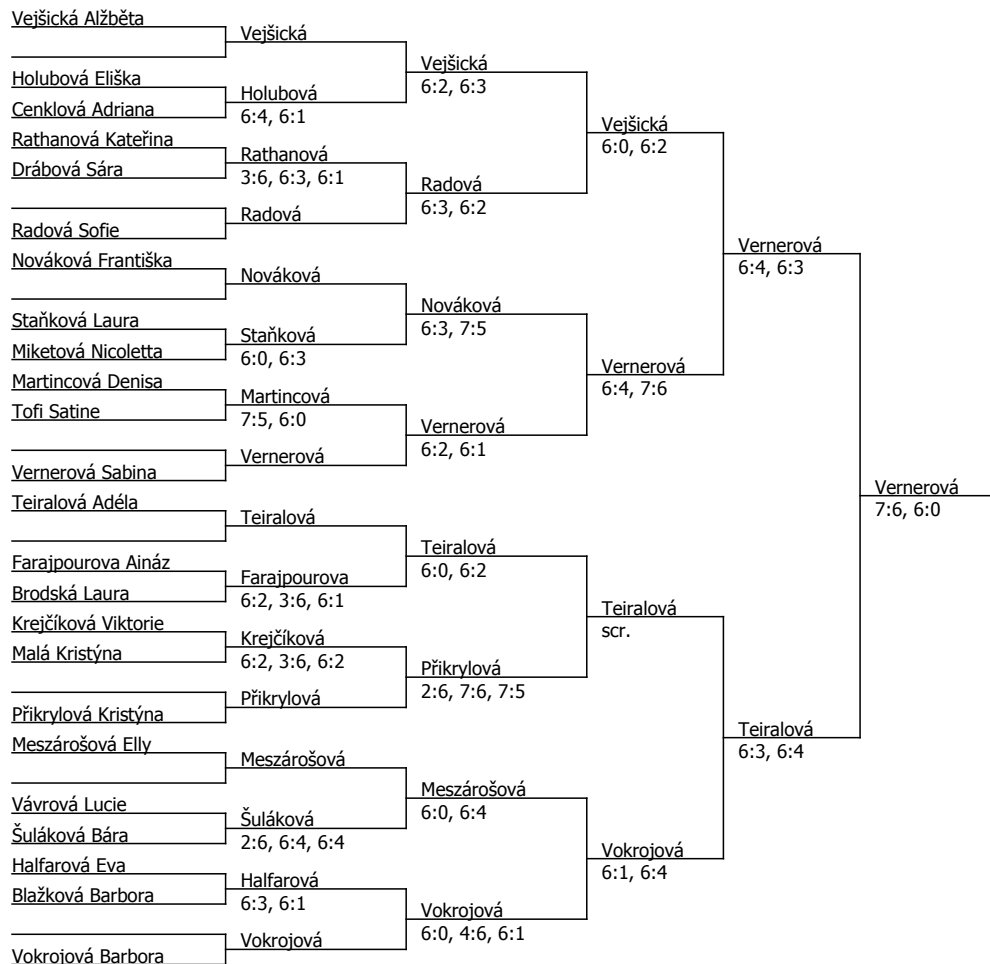 Vejšická Alžběta
Holubová Eliška
Cenklová Adriana
Rathanová Kateřina
Drábová Sára
Radová Sofie
Nováková Františka
Staňková Laura
Miketová Nicoletta
Martincová Denisa
Tofi Satine
Vernerová Sabina
Teiralová Adéla
Farajpourova Aináz
Brodská Laura
Krejčíková Viktorie
Malá Kristýna
Přikrylová Kristýna
Meszárošová Elly
Vávrová Lucie
Šuláková Bára
Halfarová Eva
Blažková Barbora
Vokrojová Barbora
Vejšická
Holubová
6:4, 6:1
Rathanová
3:6, 6:3, 6:1
Radová
Nováková
Staňková
6:0, 6:3
Martincová
7:5, 6:0
Vernerová
Teiralová
Farajpourova
6:2, 3:6, 6:1
Krejčíková
6:2, 3:6, 6:2
Přikrylová
Meszárošová
Šuláková
2:6, 6:4, 6:4
Halfarová
6:3, 6:1
Vokrojová
Vejšická
6:2, 6:3
Radová
6:3, 6:2
Nováková
6:3, 7:5
Vernerová
6:2, 6:1
Teiralová
6:0, 6:2
Přikrylová
2:6, 7:6, 7:5
Meszárošová
6:0, 6:4
Vokrojová
6:0, 4:6, 6:1
Vejšická
6:0, 6:2
Vernerová
6:4, 7:6
Teiralová
scr.
Vokrojová
6:1, 6:4
Vernerová
6:4, 6:3
Teiralová
6:3, 6:4
Vernerová
7:6, 6:0